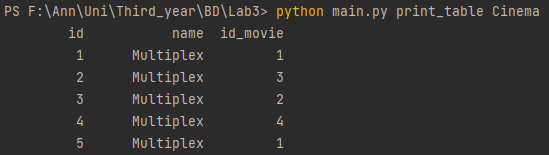 PS F:\Ann\Uni\Third_year\BD\Lab3> python main.py print_table Cinema
id name id_movie
1 Multiplex 1
2 Multiplex 3
3 Multiplex 2
4 Multiplex 4
5 Multiplex 1